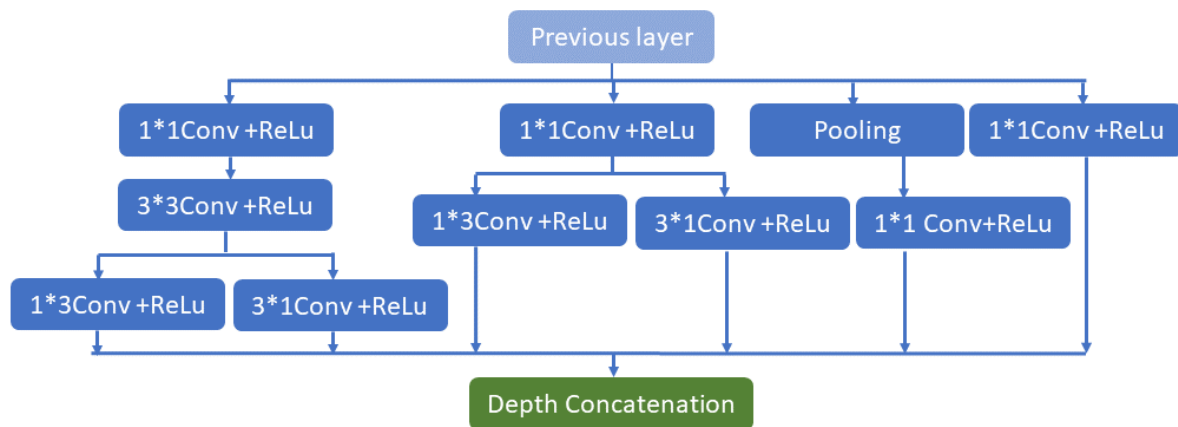 Previous layer
1*1Conv +ReLu
1*1Conv +ReLu
Pooling
1*1Conv +ReLu
3*3Conv +ReLu
1*3Conv +ReLu
3*1Conv +ReLu
1*1 Conv+ReLu
1*3Conv +ReLu
3*1Conv +ReLu
Depth Concatenation